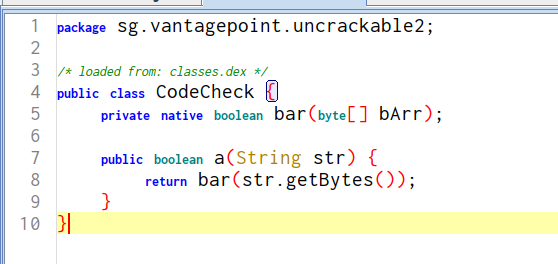 1 package sg.vantagepoint.uncrackable2;
2
3 /* loaded from: classes.dex */
4 public class CodeCheck {
5 private native boolean bar(byte[] bArr);
6
7 public boolean a(String str) {
8 return bar(str.getBytes());
9 }
10 }